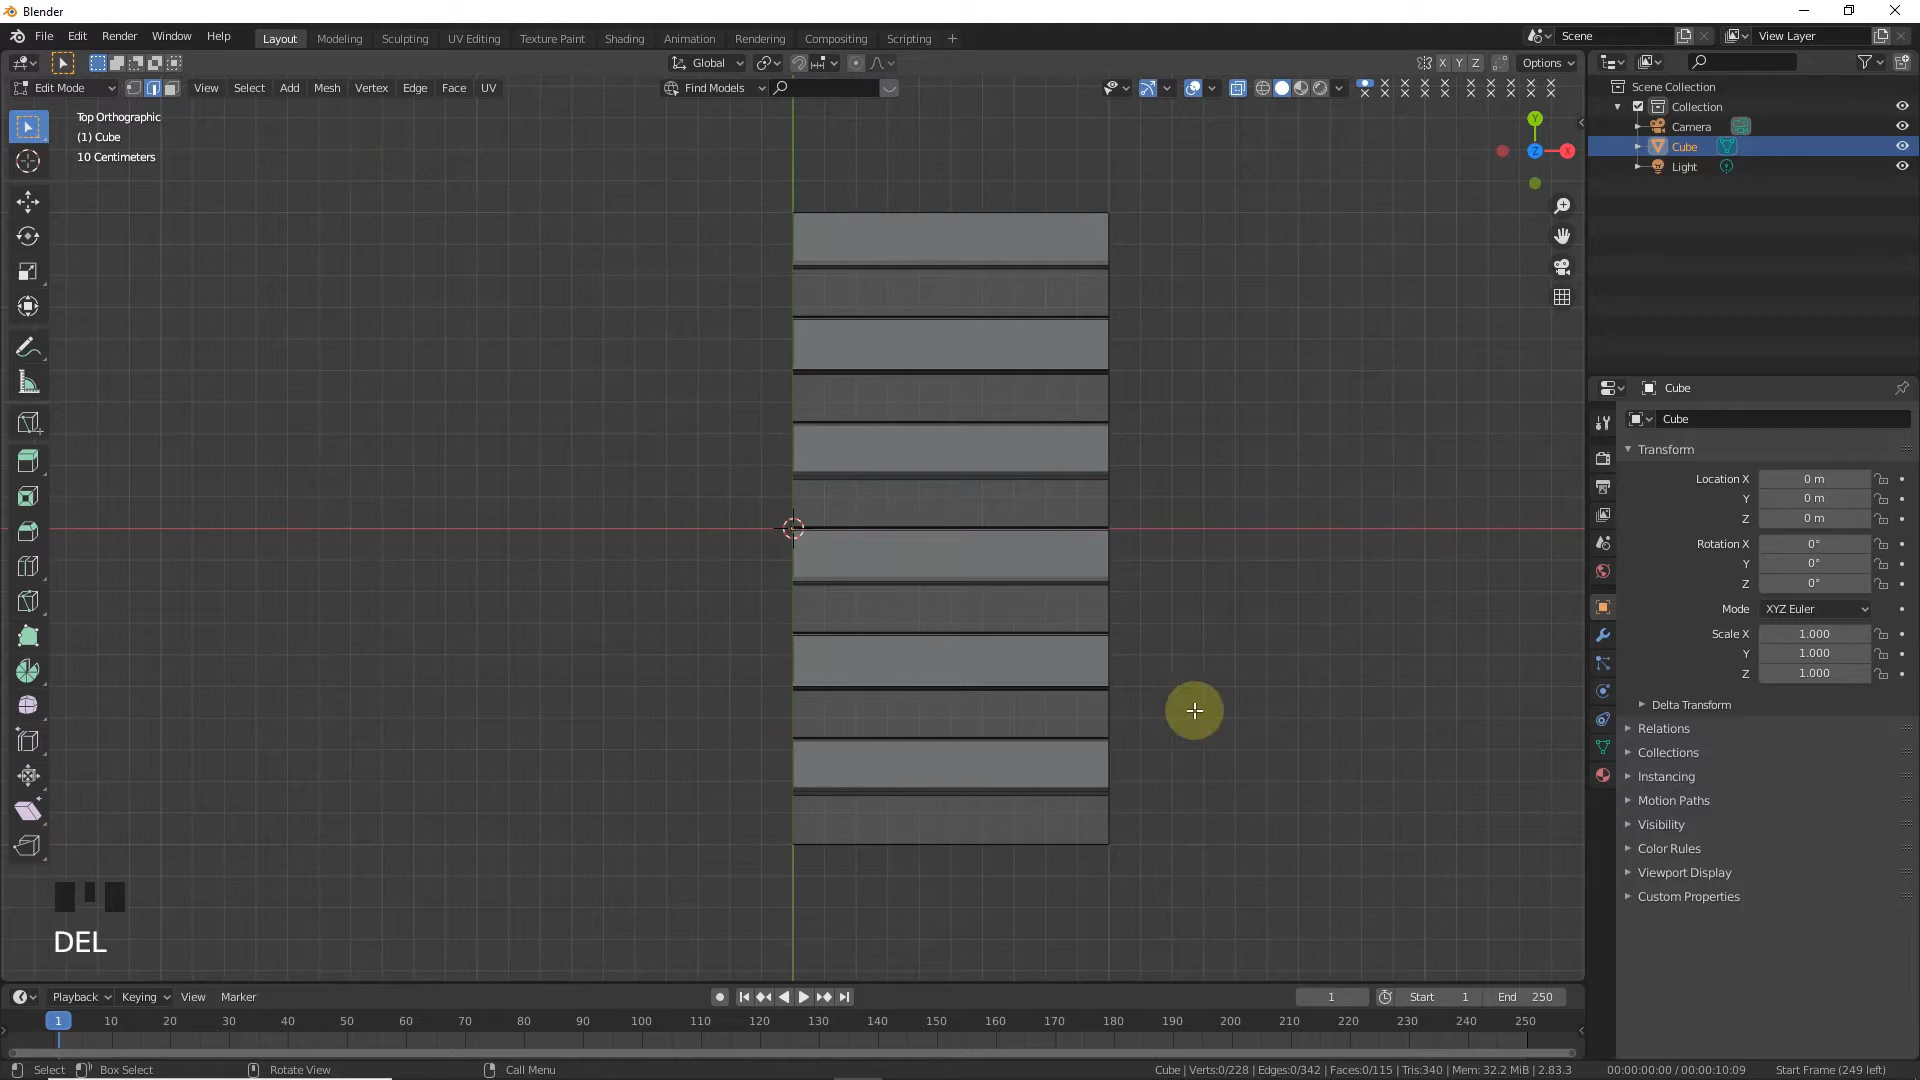 Blender
File Edit Render Window Help Layout Modeling Sculpting UV Editing Texture Paint Shading Animation Rendering Compositing Scripting + Scene View Layer
Global X Y Z Options
Edit Mode View Select Add Mesh Vertex Edge Face UV Find Models
Top Orthographic
(1) Cube
10 Centimeters
Y
Z X
Scene Collection
Collection
Camera
Cube
Light
Cube
Cube
Transform
Location X 0 m
Y 0 m
Z 0 m
Rotation X 0°
Y 0°
Z 0°
Mode XYZ Euler
Scale X 1.000
Y 1.000
Z 1.000
Delta Transform
Relations
Collections
Instancing
Motion Paths
Visibility
Color Rules
Viewport Display
Custom Properties
DEL
Playback Keying View Marker 1 Start 1 End 250
1 10 20 30 40 50 60 70 80 90 100 110 120 130 140 150 160 170 180 190 200 210 220 230 240 250
Select Box Select Rotate View Call Menu Cube | Verts:0/228 | Edges:0/342 | Faces:0/115 | Tris:340 | Mem: 32.2 MiB | 2.83.3 00:00:00:00 / 00:00:10:09 Start Frame (249 left)